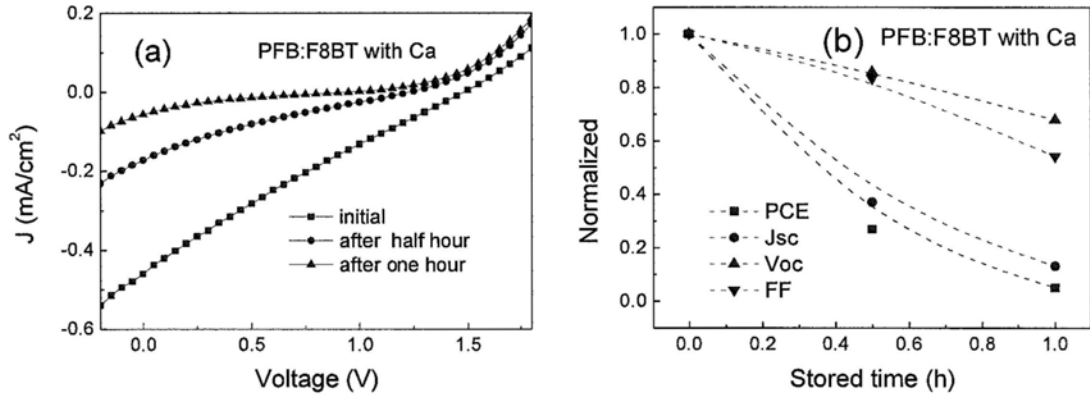 (a)
PFB:F8BT with Ca
0.2
0.0
-0.2
-0.4
-0.6
J (mA/cm²)
initial
after half hour
after one hour
0.0
0.5
1.0
1.5
Voltage (V)
(b)
PFB:F8BT with Ca
1.0
0.8
0.6
0.4
0.2
0.0
Normalized
PCE
Jsc
Voc
FF
0.0
0.2
0.4
0.6
0.8
1.0
Stored time (h)